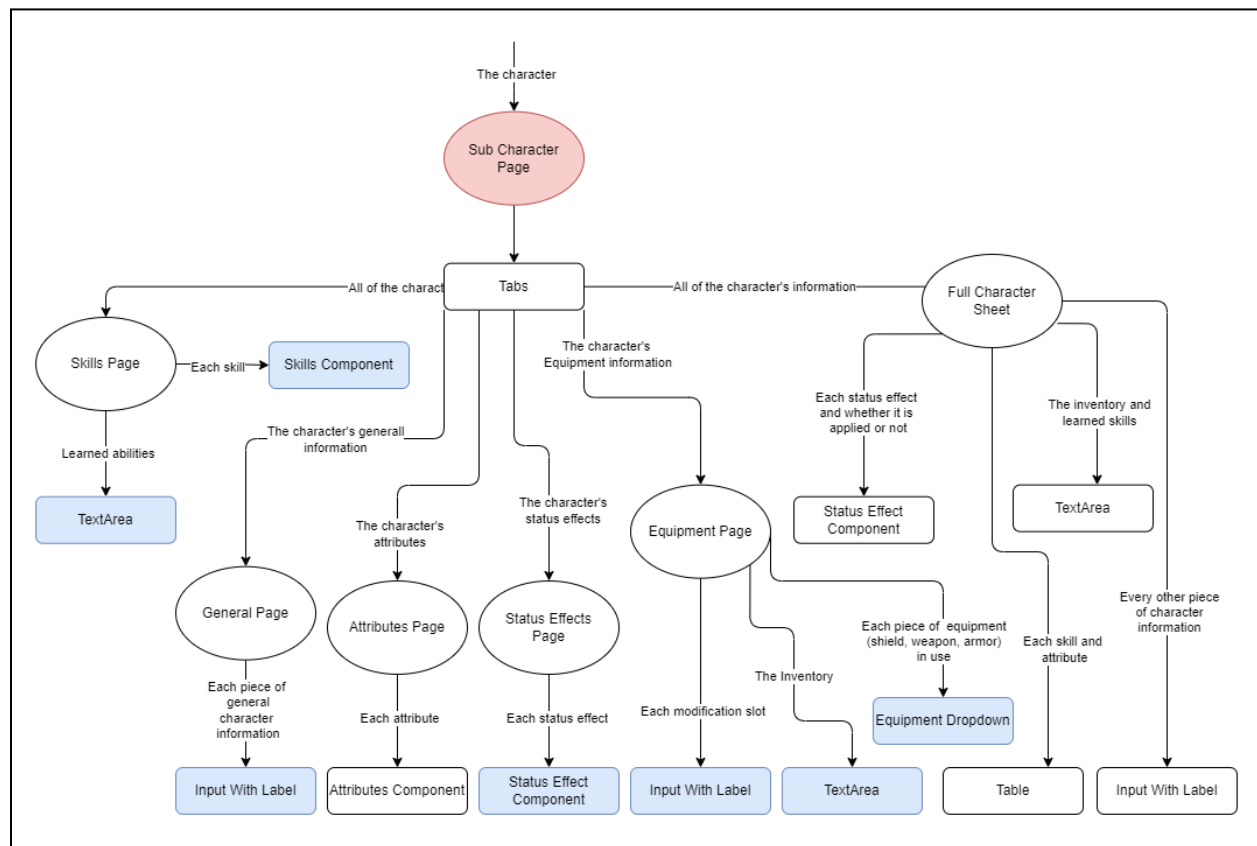 The character
Sub Character
Page
All of the charact
Tabs
All of the character's information
Full Character
Sheet
Skills Page
Each skill
Skills Component
The character's
Equipment information
Each status effect
and whether it is
applied or not
The inventory and
learned skills
The character's generall
information
Learned abilities
TextArea
The character's
attributes
The character's
status effects
Equipment Page
Status Effect
Component
TextArea
General Page
Attributes Page
Status Effects
Page
Each piece of equipment
(shield, weapon, armor)
in use
Each skill and
attribute
Every other piece
of character
information
Each piece of
general
character
information
Each attribute
Each status effect
Each modification slot
The Inventory
Equipment Dropdown
Input With Label
Attributes Component
Status Effect
Component
Input With Label
TextArea
Table
Input With Label